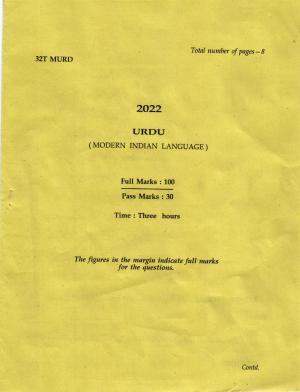 Total number of pages – 8
32T MURD
2022
URDU
( MODERN INDIAN LANGUAGE )
Full Marks : 100
Pass Marks : 30
Time : Three hours
The figures in the margin indicate full marks
for the questions.
Contd.